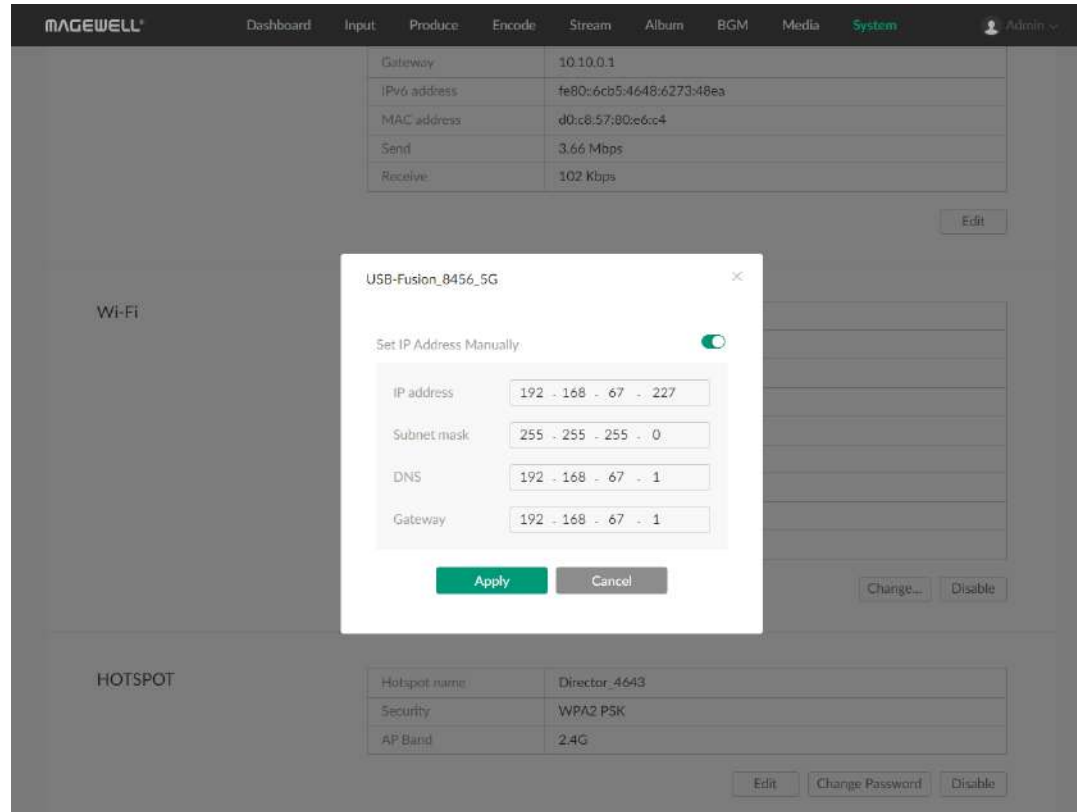 MAGEWELL Dashboard Input Produce Encode Stream Album BGM Media System Admin
Gateway 10.10.0.1
IPv6 address fe80::6cb5:4648:6273:48ea
MAC address d0:c8:57:80:e6:c4
Send 3.66 Mbps
Receive 102 Kbps
Edit
USB-Fusion_8456_5G
Wi-Fi
Set IP Address Manually
IP address 192 . 168 . 67 . 227
Subnet mask 255 . 255 . 255 . 0
DNS 192 . 168 . 67 . 1
Gateway 192 . 168 . 67 . 1
Apply Cancel
Change... Disable
HOTSPOT
Hotspot name Director_4643
Security WPA2 PSK
AP Band 2.4G
Edit Change Password Disable